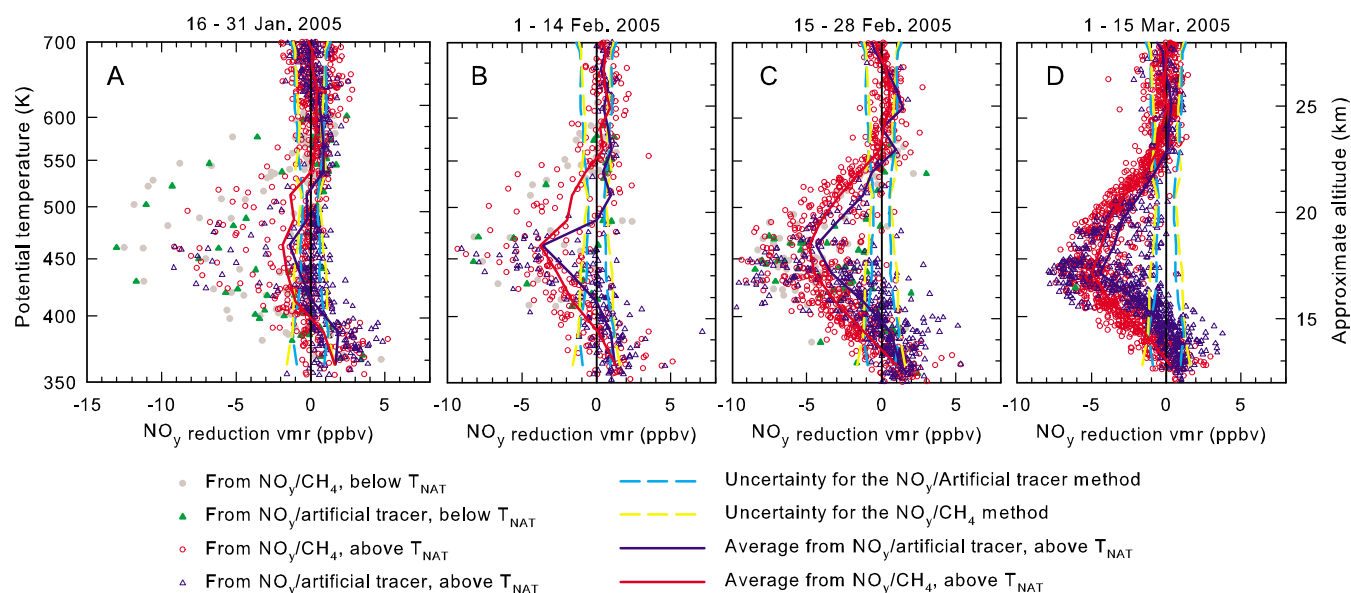 16 - 31 Jan. 2005
1 - 14 Feb. 2005
15 - 28 Feb. 2005
1 - 15 Mar. 2005
A
B
C
D
Potential temperature (K)
700
600
550
500
450
400
350
25
20
15
Approximate altitude (km)
-15 -10 -5 0 5
-10 -5 0 5
-10 -5 0 5
-10 -5 0 5
NOy reduction vmr (ppbv)
NOy reduction vmr (ppbv)
NOy reduction vmr (ppbv)
NOy reduction vmr (ppbv)
From NOy/CH4, below TNAT
From NOy/artificial tracer, below TNAT
From NOy/CH4, above TNAT
From NOy/artificial tracer, above TNAT
Uncertainty for the NOy/Artificial tracer method
Uncertainty for the NOy/CH4 method
Average from NOy/artificial tracer, above TNAT
Average from NOy/CH4, above TNAT